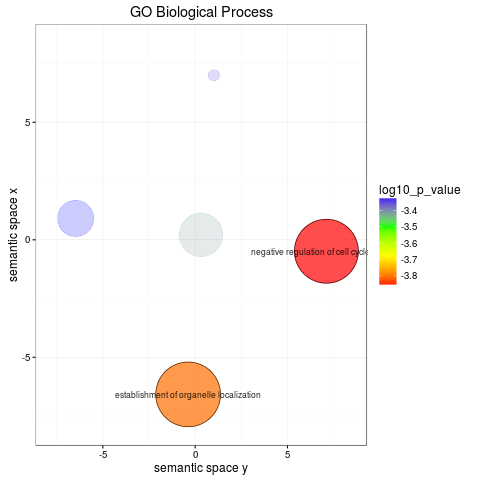 GO Biological Process
semantic space x
5
0
-5
negative regulation of cell cycle
establishment of organelle localization
-5
0
5
semantic space y
log10_p_value
-3.4
-3.5
-3.6
-3.7
-3.8